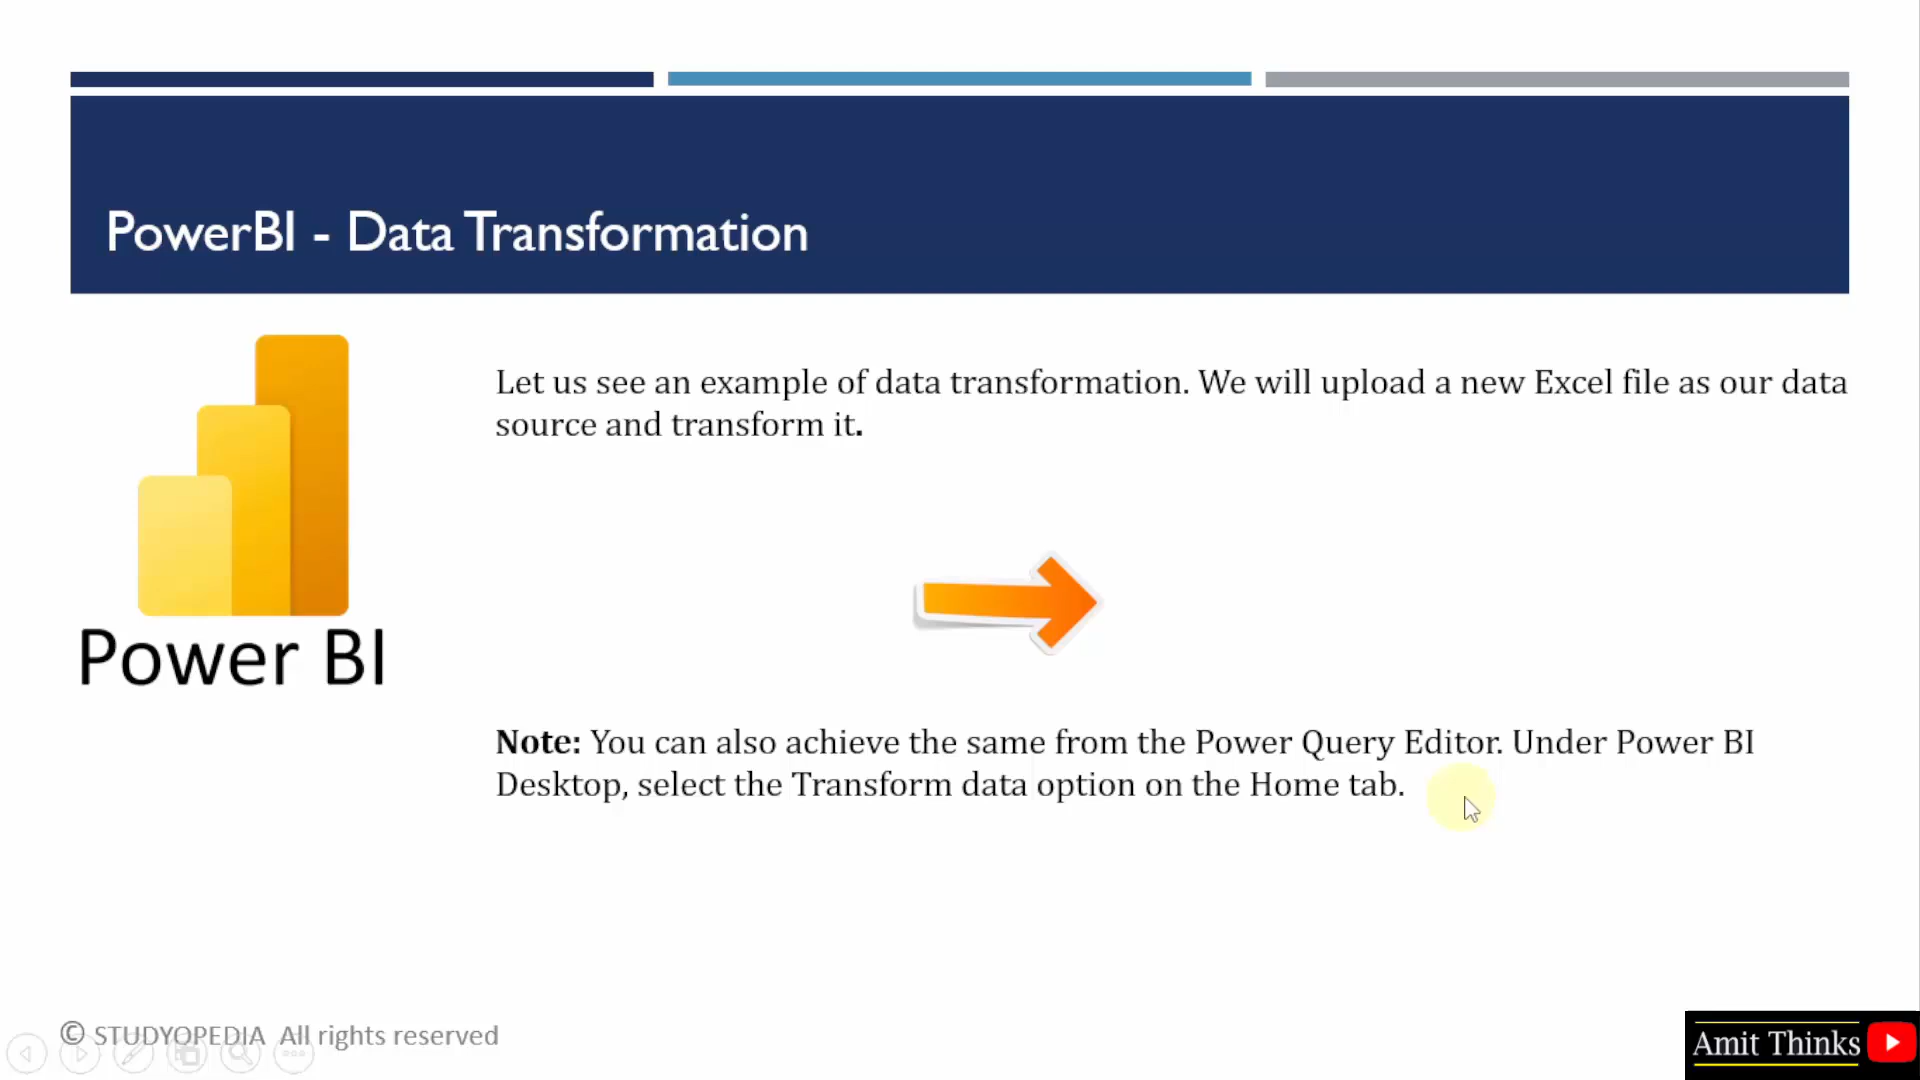 PowerBI - Data Transformation
Let us see an example of data transformation. We will upload a new Excel file as our data
source and transform it.
Power BI
Note: You can also achieve the same from the Power Query Editor. Under Power BI
Desktop, select the Transform data option on the Home tab.
© STUDYOPEDIA All rights reserved
Amit Thinks